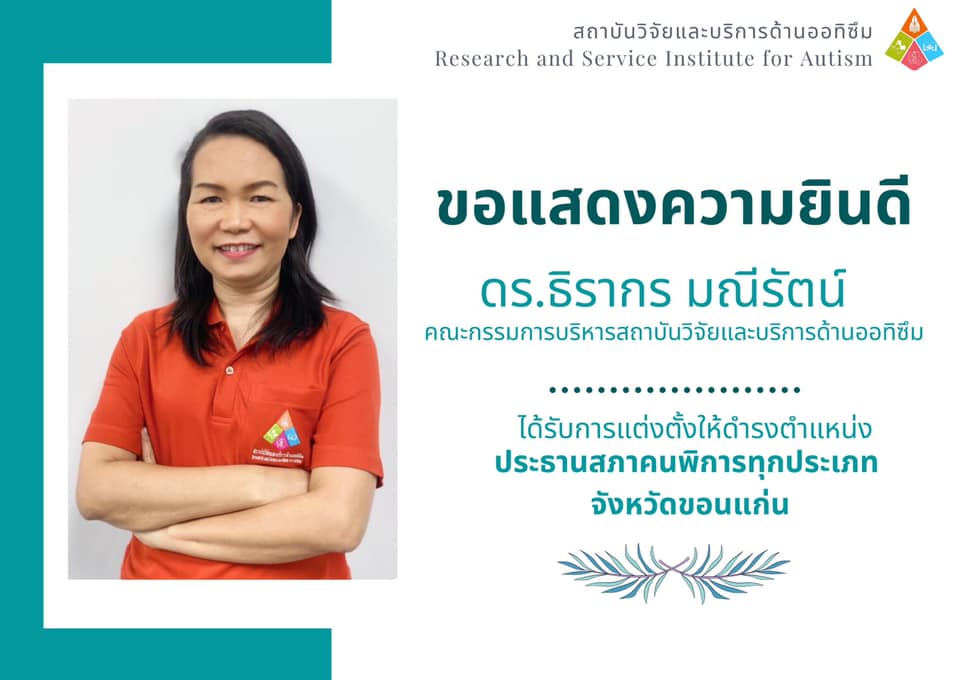 สถาบันวิจัยและบริการด้านออทิซึม
Research and Service Institute for Autism
ขอแสดงความยินดี
ดร.ธิรากร มณีรัตน์
คณะกรรมการบริหารสถาบันวิจัยและบริการด้านออทิซึม
ได้รับการแต่งตั้งให้ดำรงตำแหน่ง
ประธานสภาคนพิการทุกประเภท
จังหวัดขอนแก่น